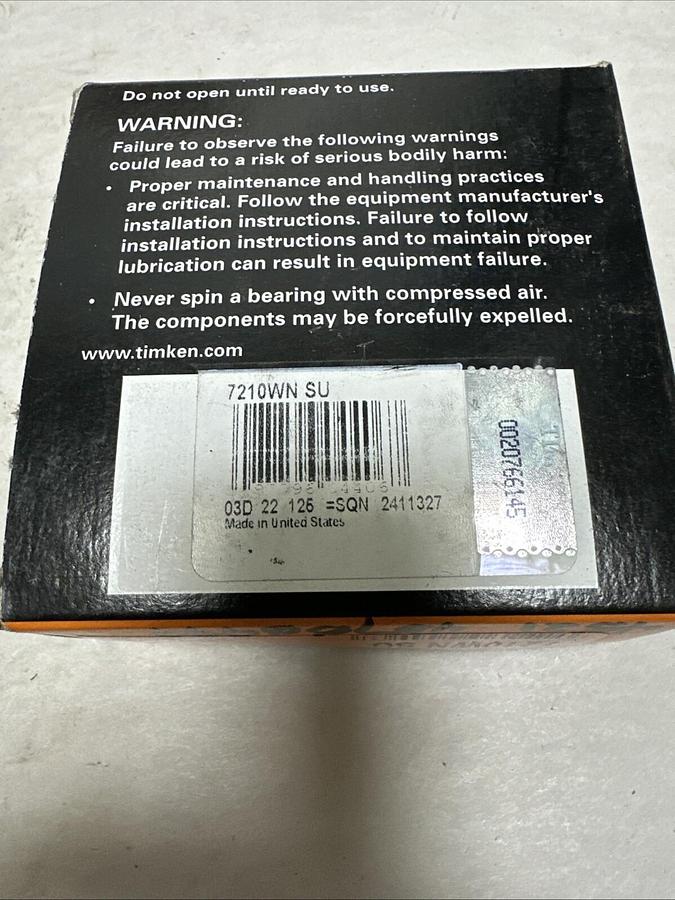 Do not open until ready to use.
WARNING:
Failure to observe the following warnings
could lead to a risk of serious bodily harm:
• Proper maintenance and handling practices
are critical. Follow the equipment manufacturer's
installation instructions. Failure to follow
installation instructions and to maintain proper
lubrication can result in equipment failure.
• Never spin a bearing with compressed air.
The components may be forcefully expelled.
www.timken.com
7210WN SU
03D 22 126 =SQN 2411327
Made in United States
0020766145